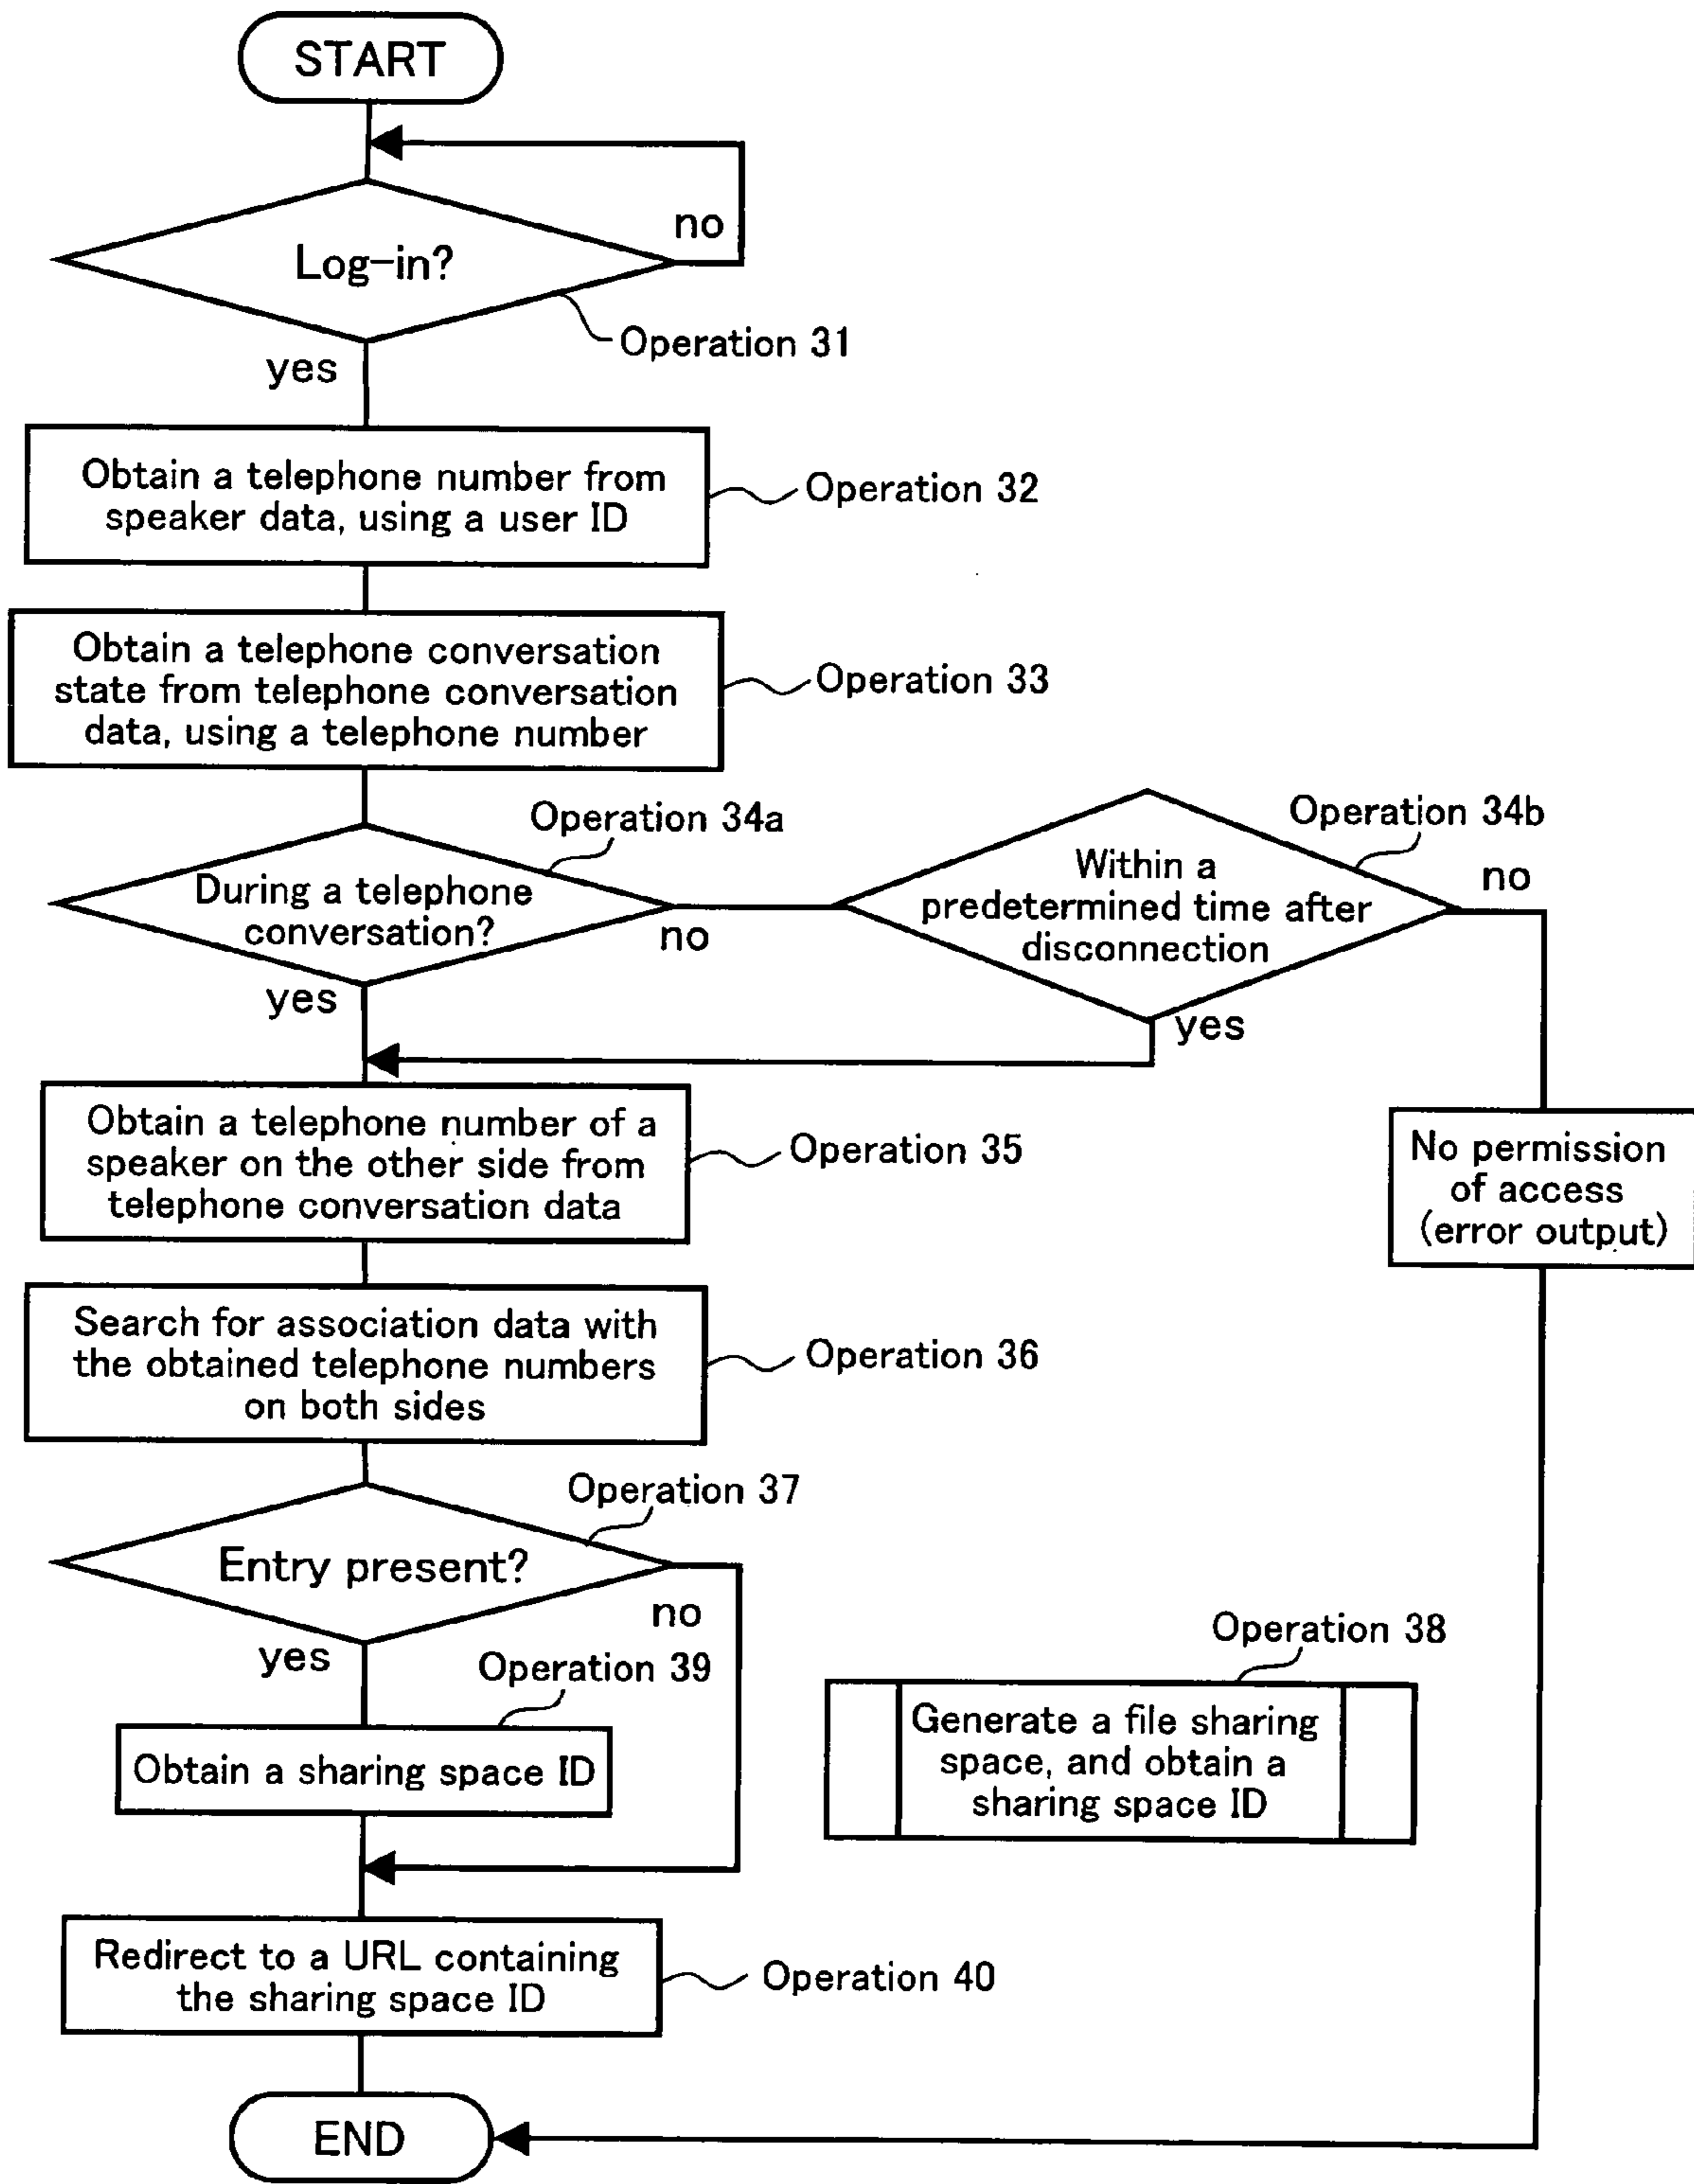 START
no
Log-in?
Operation 31
yes
Obtain a telephone number from
speaker data, using a user ID
Operation 32
Obtain a telephone conversation
state from telephone conversation
data, using a telephone number
Operation 33
Operation 34a
During a telephone
conversation?
no
yes
Operation 34b
Within a
predetermined time after
disconnection
no
yes
Obtain a telephone number of a
speaker on the other side from
telephone conversation data
Operation 35
No permission
of access
(error output)
Search for association data with
the obtained telephone numbers
on both sides
Operation 36
Operation 37
Entry present?
no
yes
Operation 39
Obtain a sharing space ID
Operation 38
Generate a file sharing
space, and obtain a
sharing space ID
Redirect to a URL containing
the sharing space ID
Operation 40
END